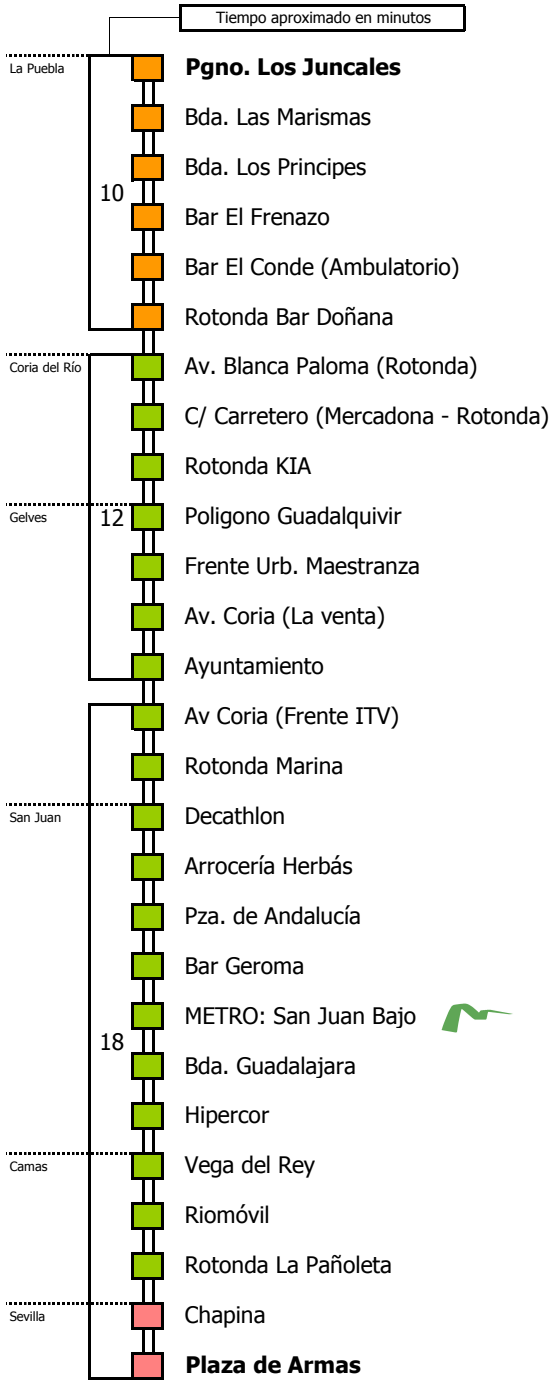 Tiempo aproximado en minutos
La Puebla
Pgno. Los Juncales
Bda. Las Marismas
Bda. Los Principes
10
Bar El Frenazo
Bar El Conde (Ambulatorio)
Rotonda Bar Doñana
Coria del Río
Av. Blanca Paloma (Rotonda)
C/ Carretero (Mercadona - Rotonda)
Rotonda KIA
Gelves
12
Poligono Guadalquivir
Frente Urb. Maestranza
Av. Coria (La venta)
Ayuntamiento
Av Coria (Frente ITV)
Rotonda Marina
San Juan
Decathlon
Arrocería Herbás
Pza. de Andalucía
Bar Geroma
METRO: San Juan Bajo
18
Bda. Guadalajara
Hipercor
Camas
Vega del Rey
Riomóvil
Rotonda La Pañoleta
Sevilla
Chapina
Plaza de Armas